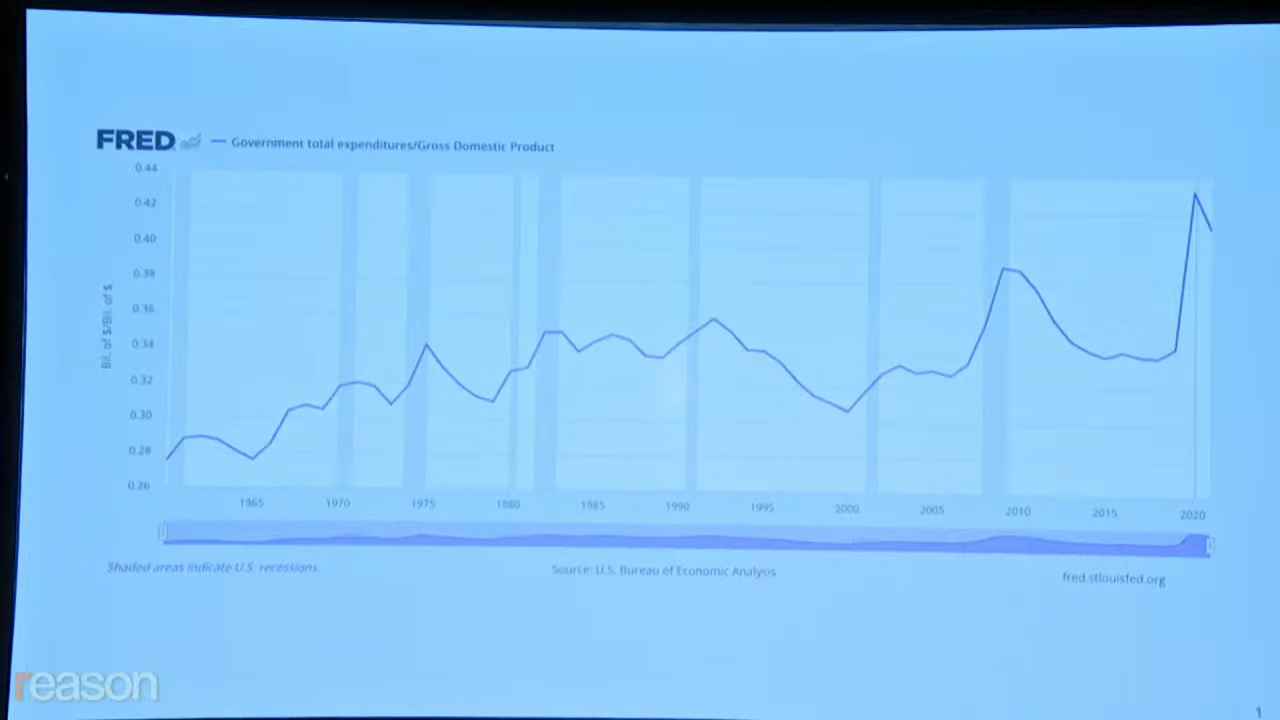 FRED — Government total expenditures/Gross Domestic Product
0.44
0.42
0.40
0.38
0.36
0.34
0.32
0.30
0.28
0.26
Bil. of $/Bil. of $
1965 1970 1975 1980 1985 1990 1995 2000 2005 2010 2015 2020
Shaded areas indicate U.S. recessions.
Source: U.S. Bureau of Economic Analysis
fred.stlouisfed.org
reason
1